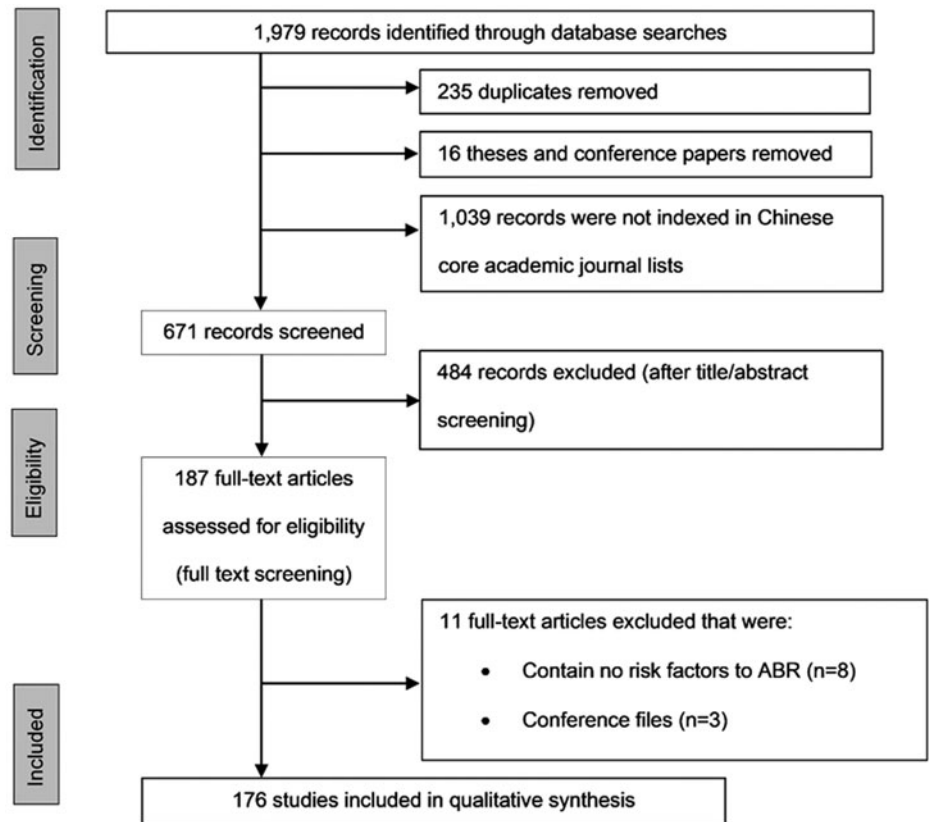 Identification
1,979 records identified through database searches
235 duplicates removed
16 theses and conference papers removed
1,039 records were not indexed in Chinese
core academic journal lists
Screening
671 records screened
484 records excluded (after title/abstract
screening)
Eligibility
187 full-text articles
assessed for eligibility
(full text screening)
11 full-text articles excluded that were:
• Contain no risk factors to ABR (n=8)
• Conference files (n=3)
Included
176 studies included in qualitative synthesis